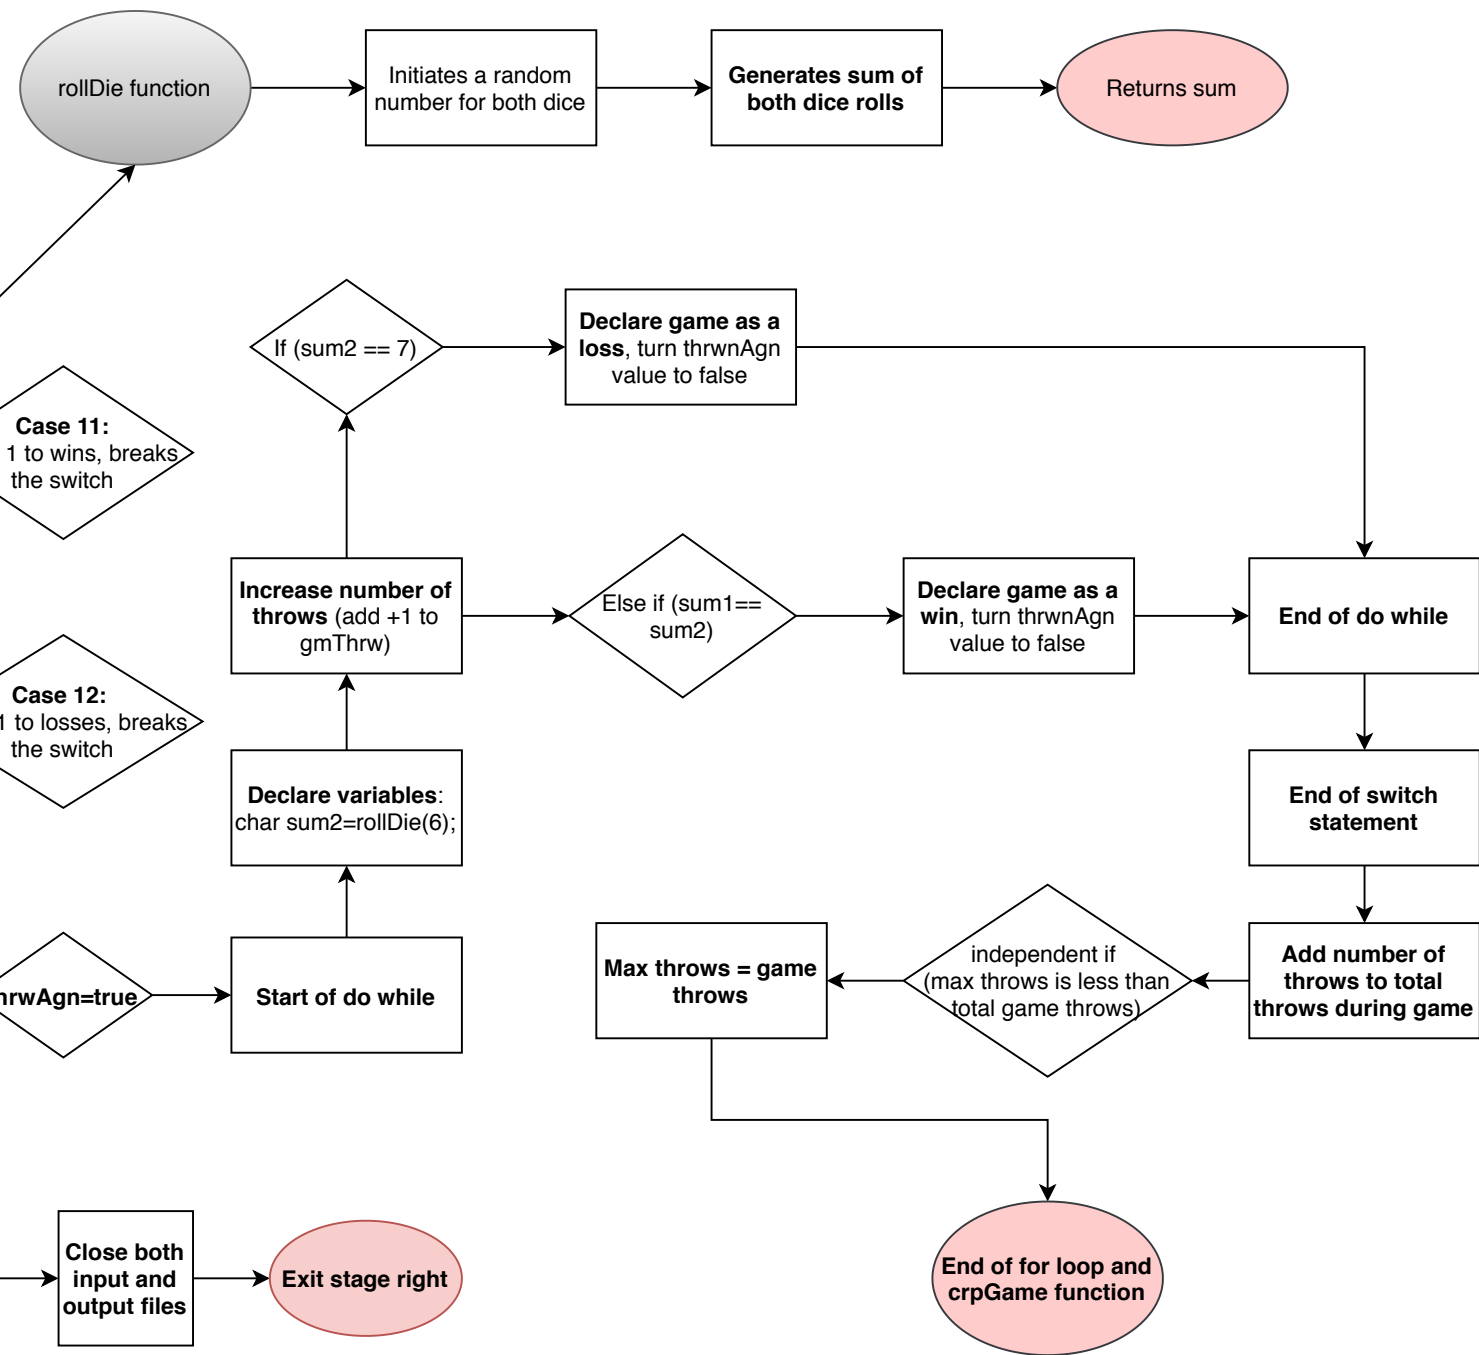 rollDie function
Initiates a random
number for both dice
Generates sum of
both dice rolls
Returns sum
If (sum2 == 7)
Declare game as a
loss, turn thrwnAgn
value to false
Case 11:
1 to wins, breaks
the switch
Increase number of
throws (add +1 to
gmThrw)
Else if (sum1==
sum2)
Declare game as a
win, turn thrwnAgn
value to false
End of do while
Case 12:
1 to losses, breaks
the switch
Declare variables:
char sum2=rollDie(6);
End of switch
statement
hrwAgn=true
Start of do while
Max throws = game
throws
independent if
(max throws is less than
total game throws)
Add number of
throws to total
throws during game
Close both
input and
output files
Exit stage right
End of for loop and
crpGame function